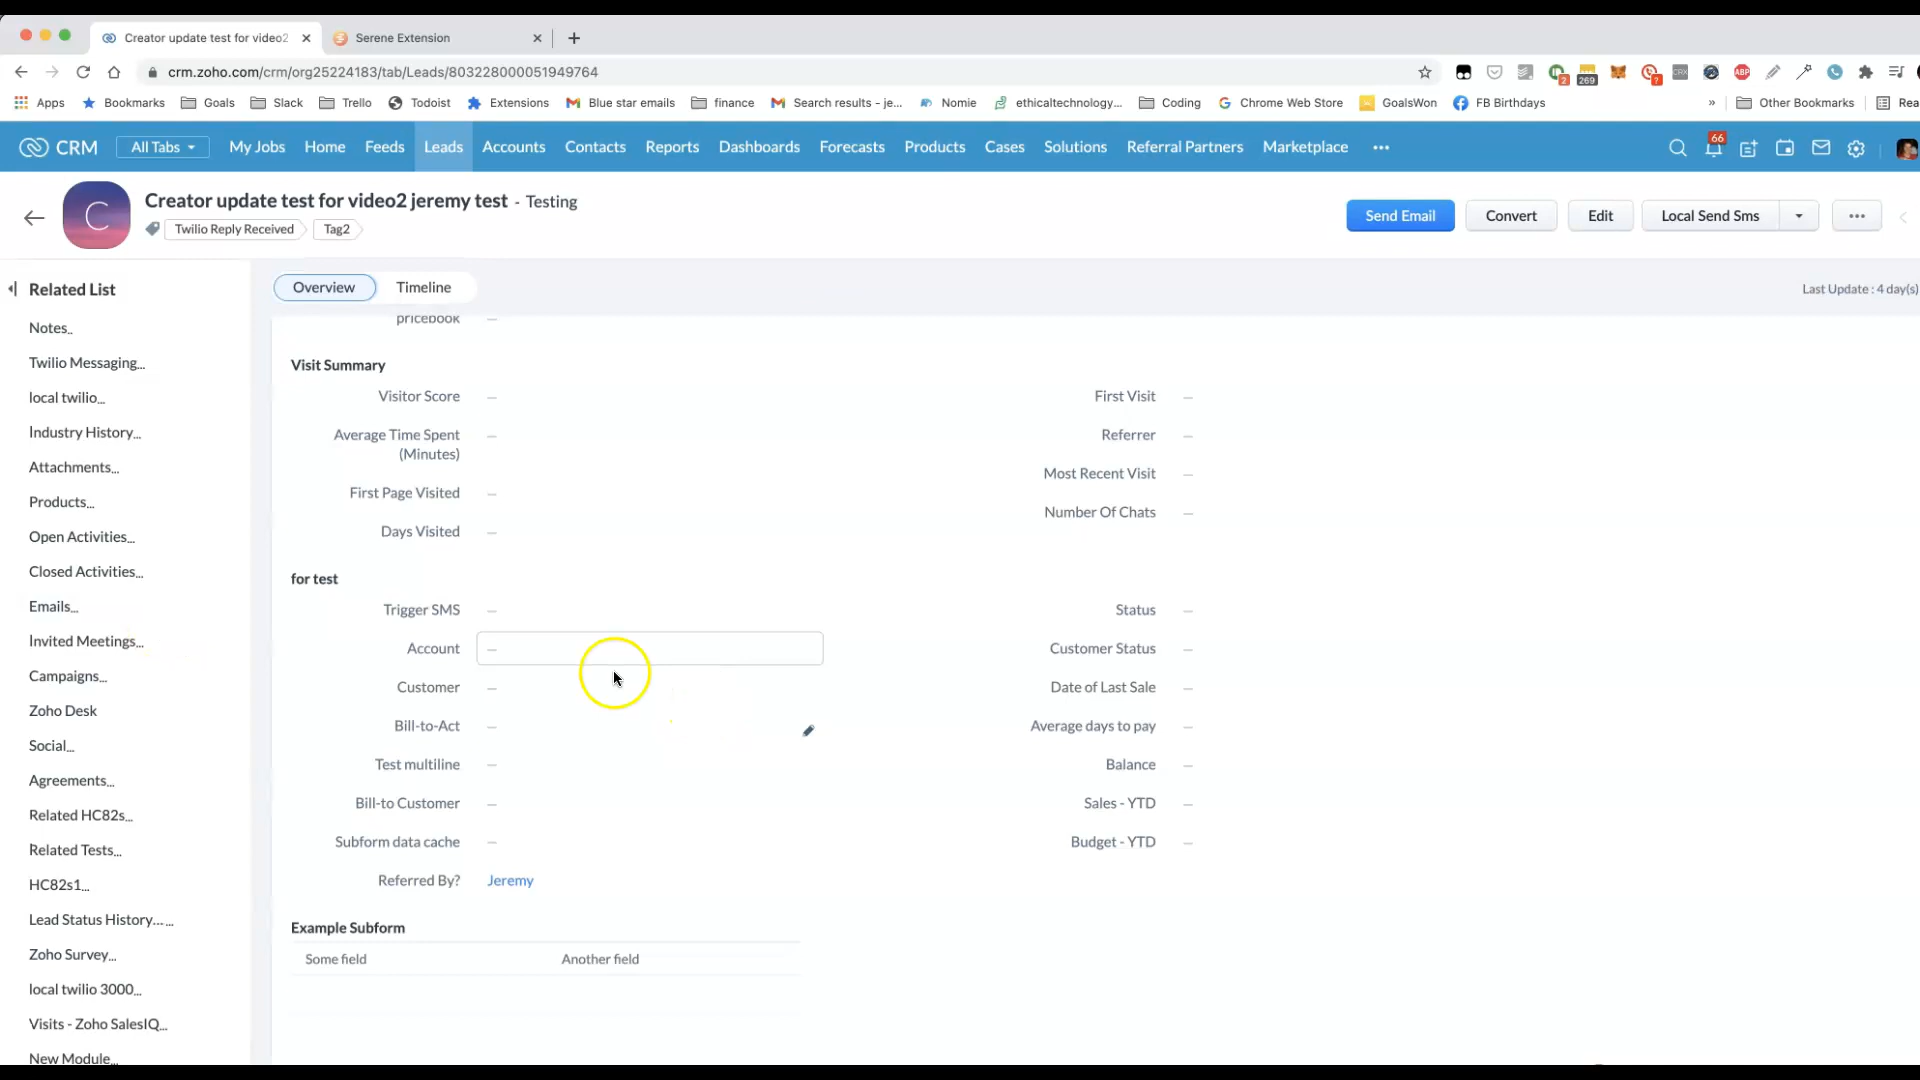 Creator update test for video2
Serene Extension
crm.zoho.com/crm/org25224183/tab/Leads/803228000051949764
2
269
?
CRX
ABP
Apps
Bookmarks
Goals
Slack
Trello
Todoist
Extensions
Blue star emails
finance
Search results - je...
Nomie
ethicaltechnology...
Coding
Chrome Web Store
GoalsWon
FB Birthdays
»
Other Bookmarks
Rea
CRM
All Tabs
My Jobs
Home
Feeds
Leads
Accounts
Contacts
Reports
Dashboards
Forecasts
Products
Cases
Solutions
Referral Partners
Marketplace
66
C
Creator update test for video2 jeremy test - Testing
Twilio Reply Received
Tag2
Send Email
Convert
Edit
Local Send Sms
Related List
Notes..
Twilio Messaging...
local twilio...
Industry History...
Attachments...
Products...
Open Activities...
Closed Activities...
Emails...
Invited Meetings...
Campaigns...
Zoho Desk
Social...
Agreements...
Related HC82s...
Related Tests...
HC82s1...
Lead Status History.... ...
Zoho Survey...
local twilio 3000...
Visits - Zoho SalesIQ...
New Module...
Overview
Timeline
Last Update : 4 day(s)
pricebook —
Visit Summary
Visitor Score —
First Visit —
Average Time Spent (Minutes) —
Referrer —
Most Recent Visit —
First Page Visited —
Number Of Chats —
Days Visited —
for test
Trigger SMS —
Status —
Account —
Customer Status —
Customer —
Date of Last Sale —
Bill-to-Act —
Average days to pay —
Test multiline —
Balance —
Bill-to Customer —
Sales - YTD —
Subform data cache —
Budget - YTD —
Referred By? Jeremy
Example Subform
Some field
Another field